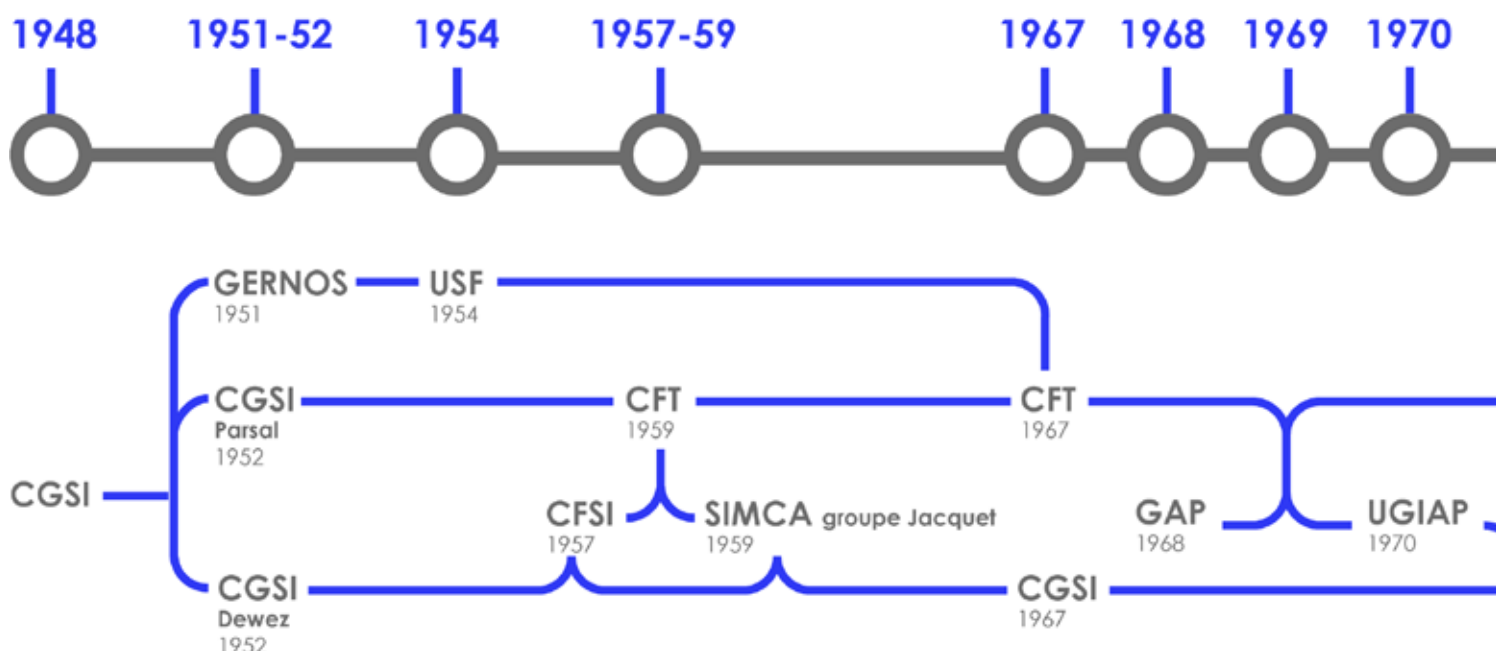 1948 1951-52 1954 1957-59 1967 1968 1969 1970
GERNOS USF
1951 1954
CGSI CFT CFT
Parsal 1959 1967
1952
CGSI
CFSI SIMCA groupe Jacquet GAP UGIAP
1957 1959 1968 1970
CGSI CGSI
Dewez 1967
1952